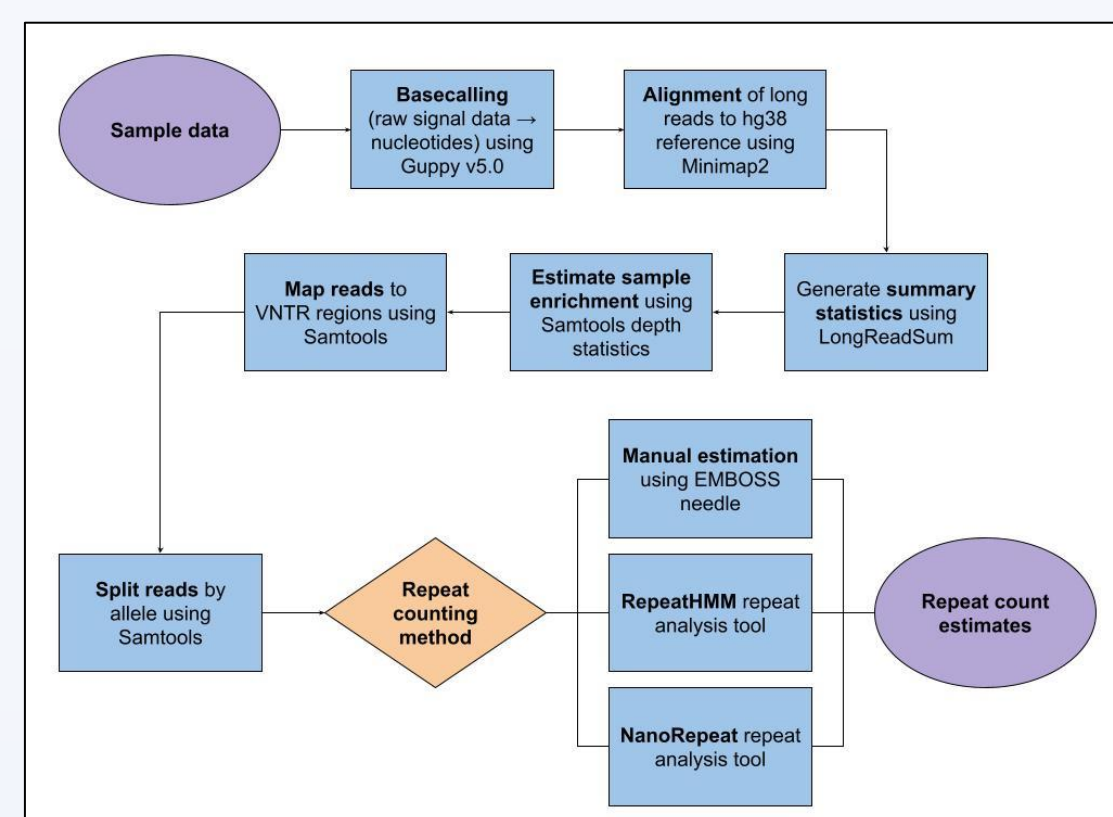 Sample data
Basecalling
(raw signal data →
nucleotides) using
Guppy v5.0
Alignment of long
reads to hg38
reference using
Minimap2
Generate summary
statistics using
LongReadSum
Estimate sample
enrichment using
Samtools depth
statistics
Map reads to
VNTR regions using
Samtools
Split reads by
allele using
Samtools
Repeat
counting
method
Manual estimation
using EMBOSS
needle
RepeatHMM repeat
analysis tool
NanoRepeat repeat
analysis tool
Repeat count
estimates